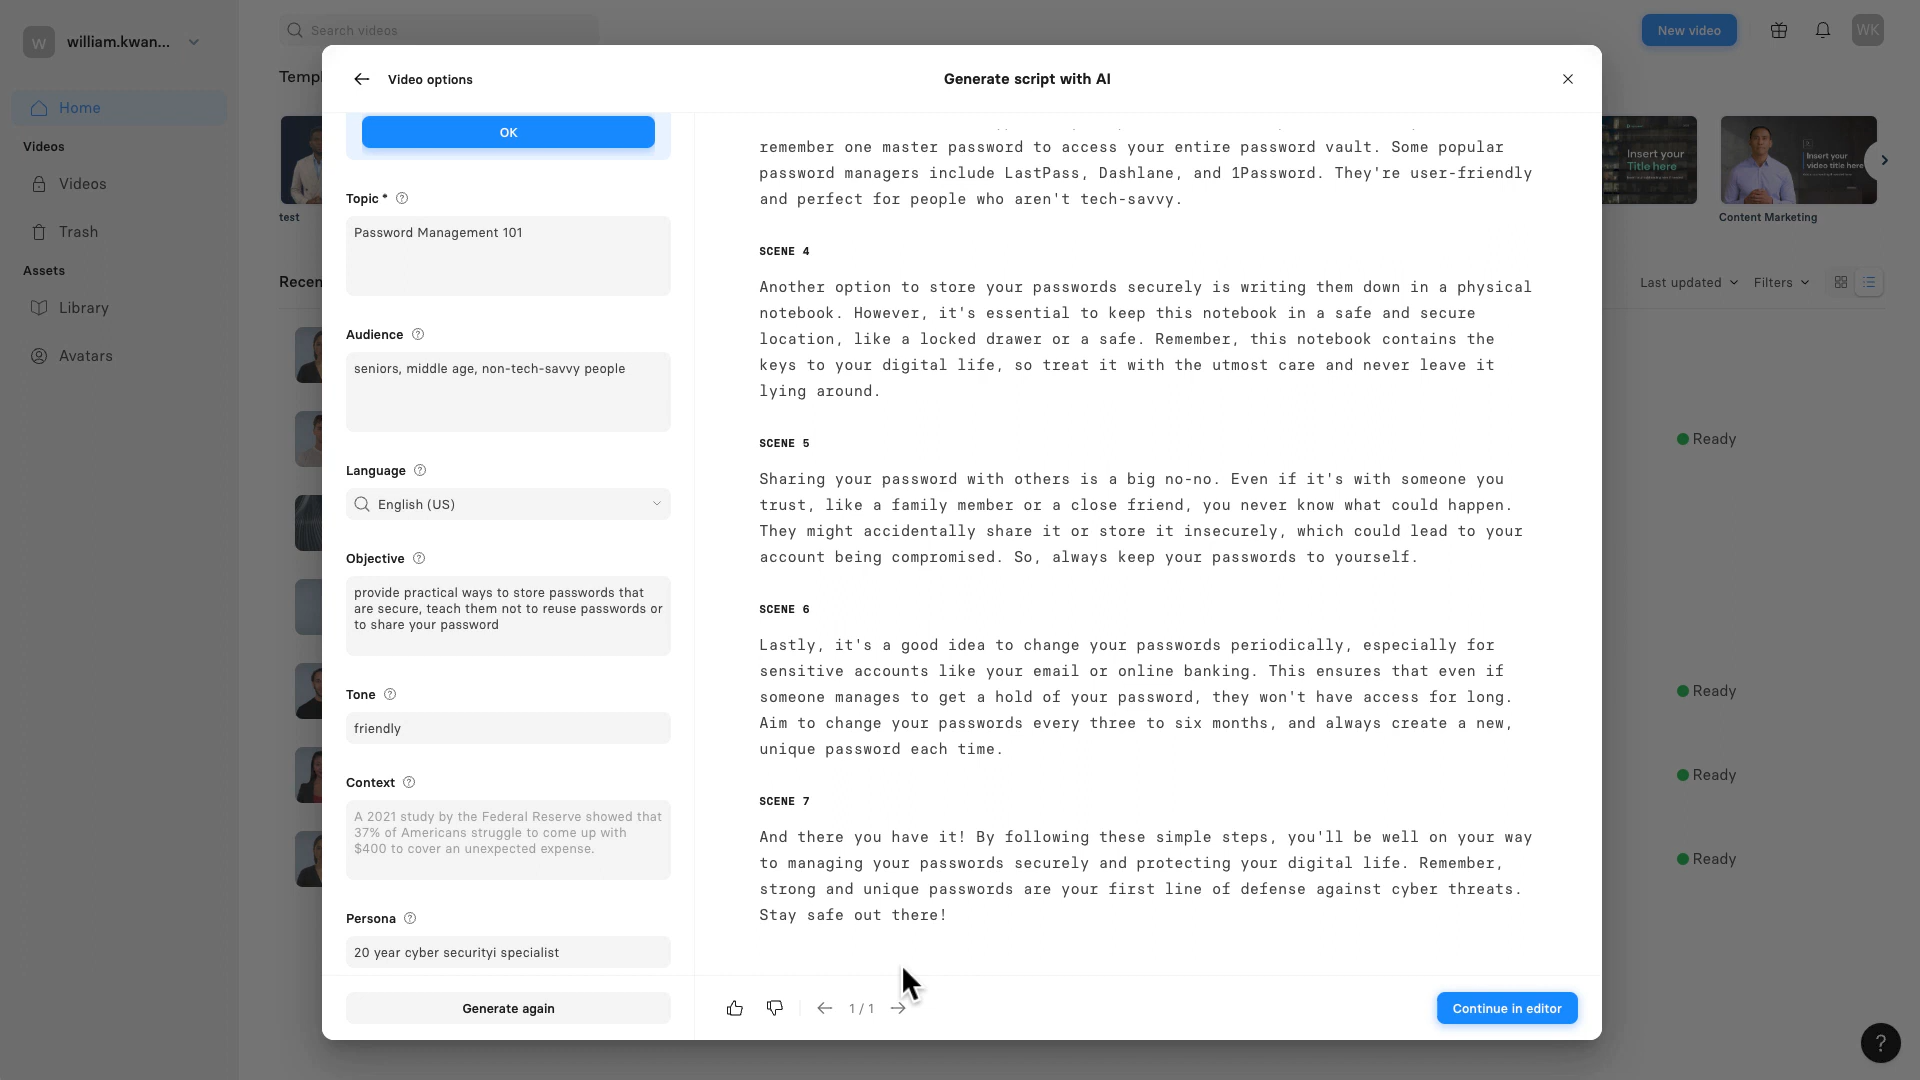 W
william.kwan...
Search videos
New video
WK
Home
Videos
Videos
Trash
Assets
Library
Avatars
Templ
test
Recen
Insert your
Title here
Insert your
video title here
Content Marketing
Last updated
Filters
Ready
Ready
Ready
Ready
Video options
Generate script with AI
OK
Topic *
Password Management 101
Audience
seniors, middle age, non-tech-savvy people
Language
English (US)
Objective
provide practical ways to store passwords that
are secure, teach them not to reuse passwords or
to share your password
Tone
friendly
Context
A 2021 study by the Federal Reserve showed that
37% of Americans struggle to come up with
$400 to cover an unexpected expense.
Persona
20 year cyber securityi specialist
Generate again
remember one master password to access your entire password vault. Some popular
password managers include LastPass, Dashlane, and 1Password. They're user-friendly
and perfect for people who aren't tech-savvy.
SCENE 4
Another option to store your passwords securely is writing them down in a physical
notebook. However, it's essential to keep this notebook in a safe and secure
location, like a locked drawer or a safe. Remember, this notebook contains the
keys to your digital life, so treat it with the utmost care and never leave it
lying around.
SCENE 5
Sharing your password with others is a big no-no. Even if it's with someone you
trust, like a family member or a close friend, you never know what could happen.
They might accidentally share it or store it insecurely, which could lead to your
account being compromised. So, always keep your passwords to yourself.
SCENE 6
Lastly, it's a good idea to change your passwords periodically, especially for
sensitive accounts like your email or online banking. This ensures that even if
someone manages to get a hold of your password, they won't have access for long.
Aim to change your passwords every three to six months, and always create a new,
unique password each time.
SCENE 7
And there you have it! By following these simple steps, you'll be well on your way
to managing your passwords securely and protecting your digital life. Remember,
strong and unique passwords are your first line of defense against cyber threats.
Stay safe out there!
1 / 1
Continue in editor
?